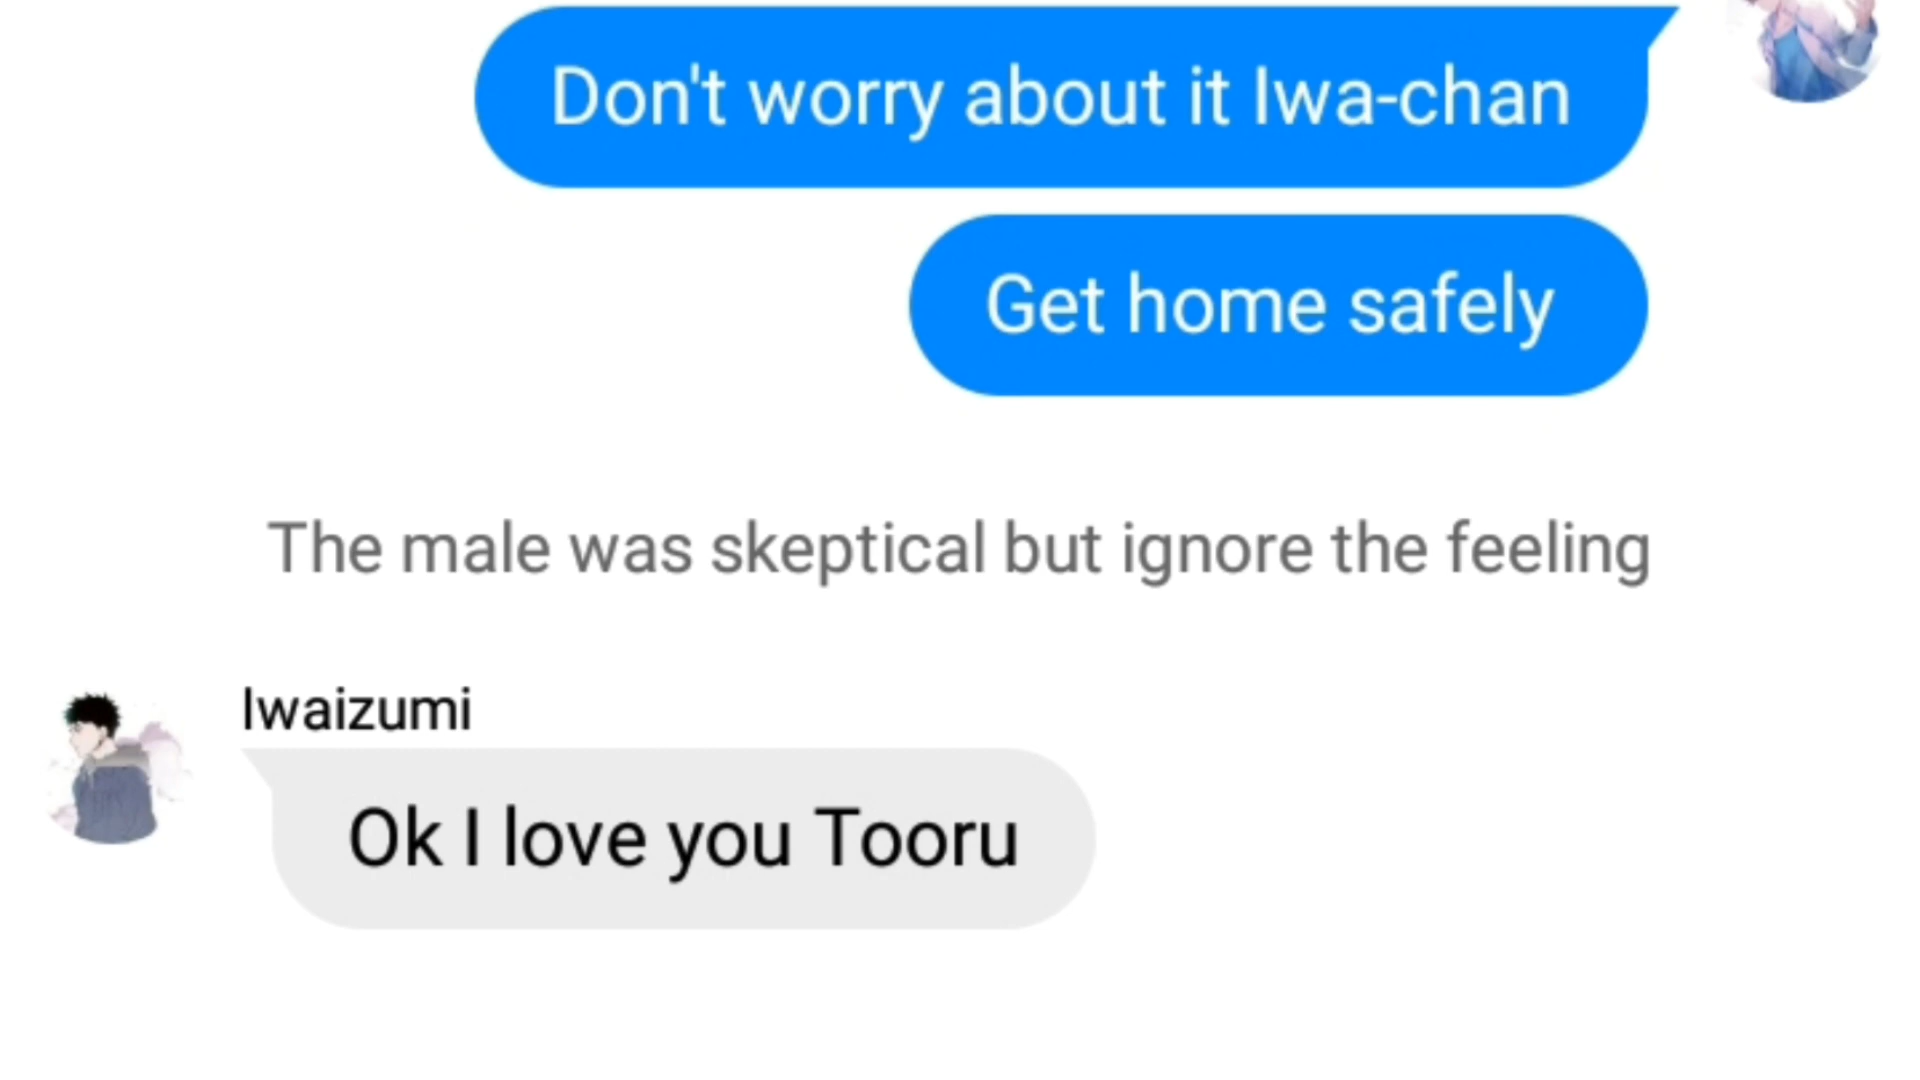 Don't worry about it Iwa-chan
Get home safely
The male was skeptical but ignore the feeling
Iwaizumi
Ok I love you Tooru